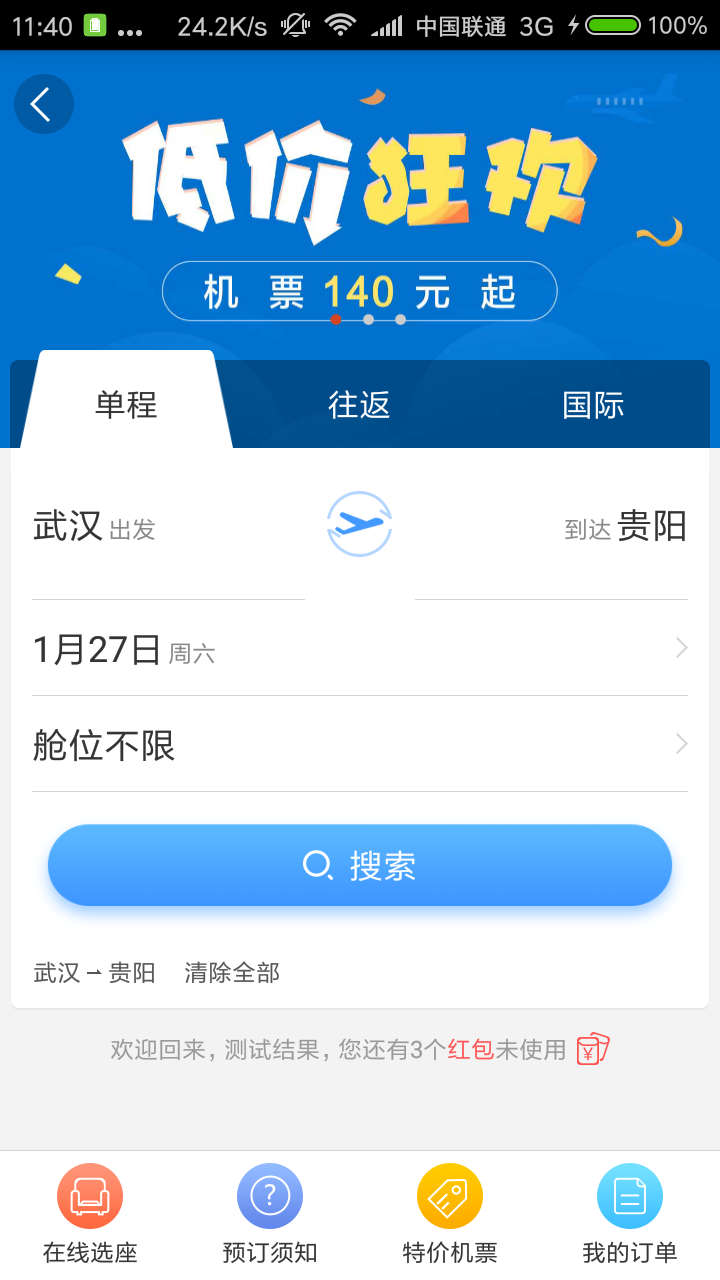 11:40 ... 24.2K/s 中国联通 3G 100%
低价狂欢
机票140元起
单程 往返 国际
武汉 出发 到达 贵阳
1月27日 周六
舱位不限
搜索
武汉 贵阳 清除全部
欢迎回来, 测试结果, 您还有3个红包未使用 ¥
? 
在线选座 预订须知 特价机票 我的订单